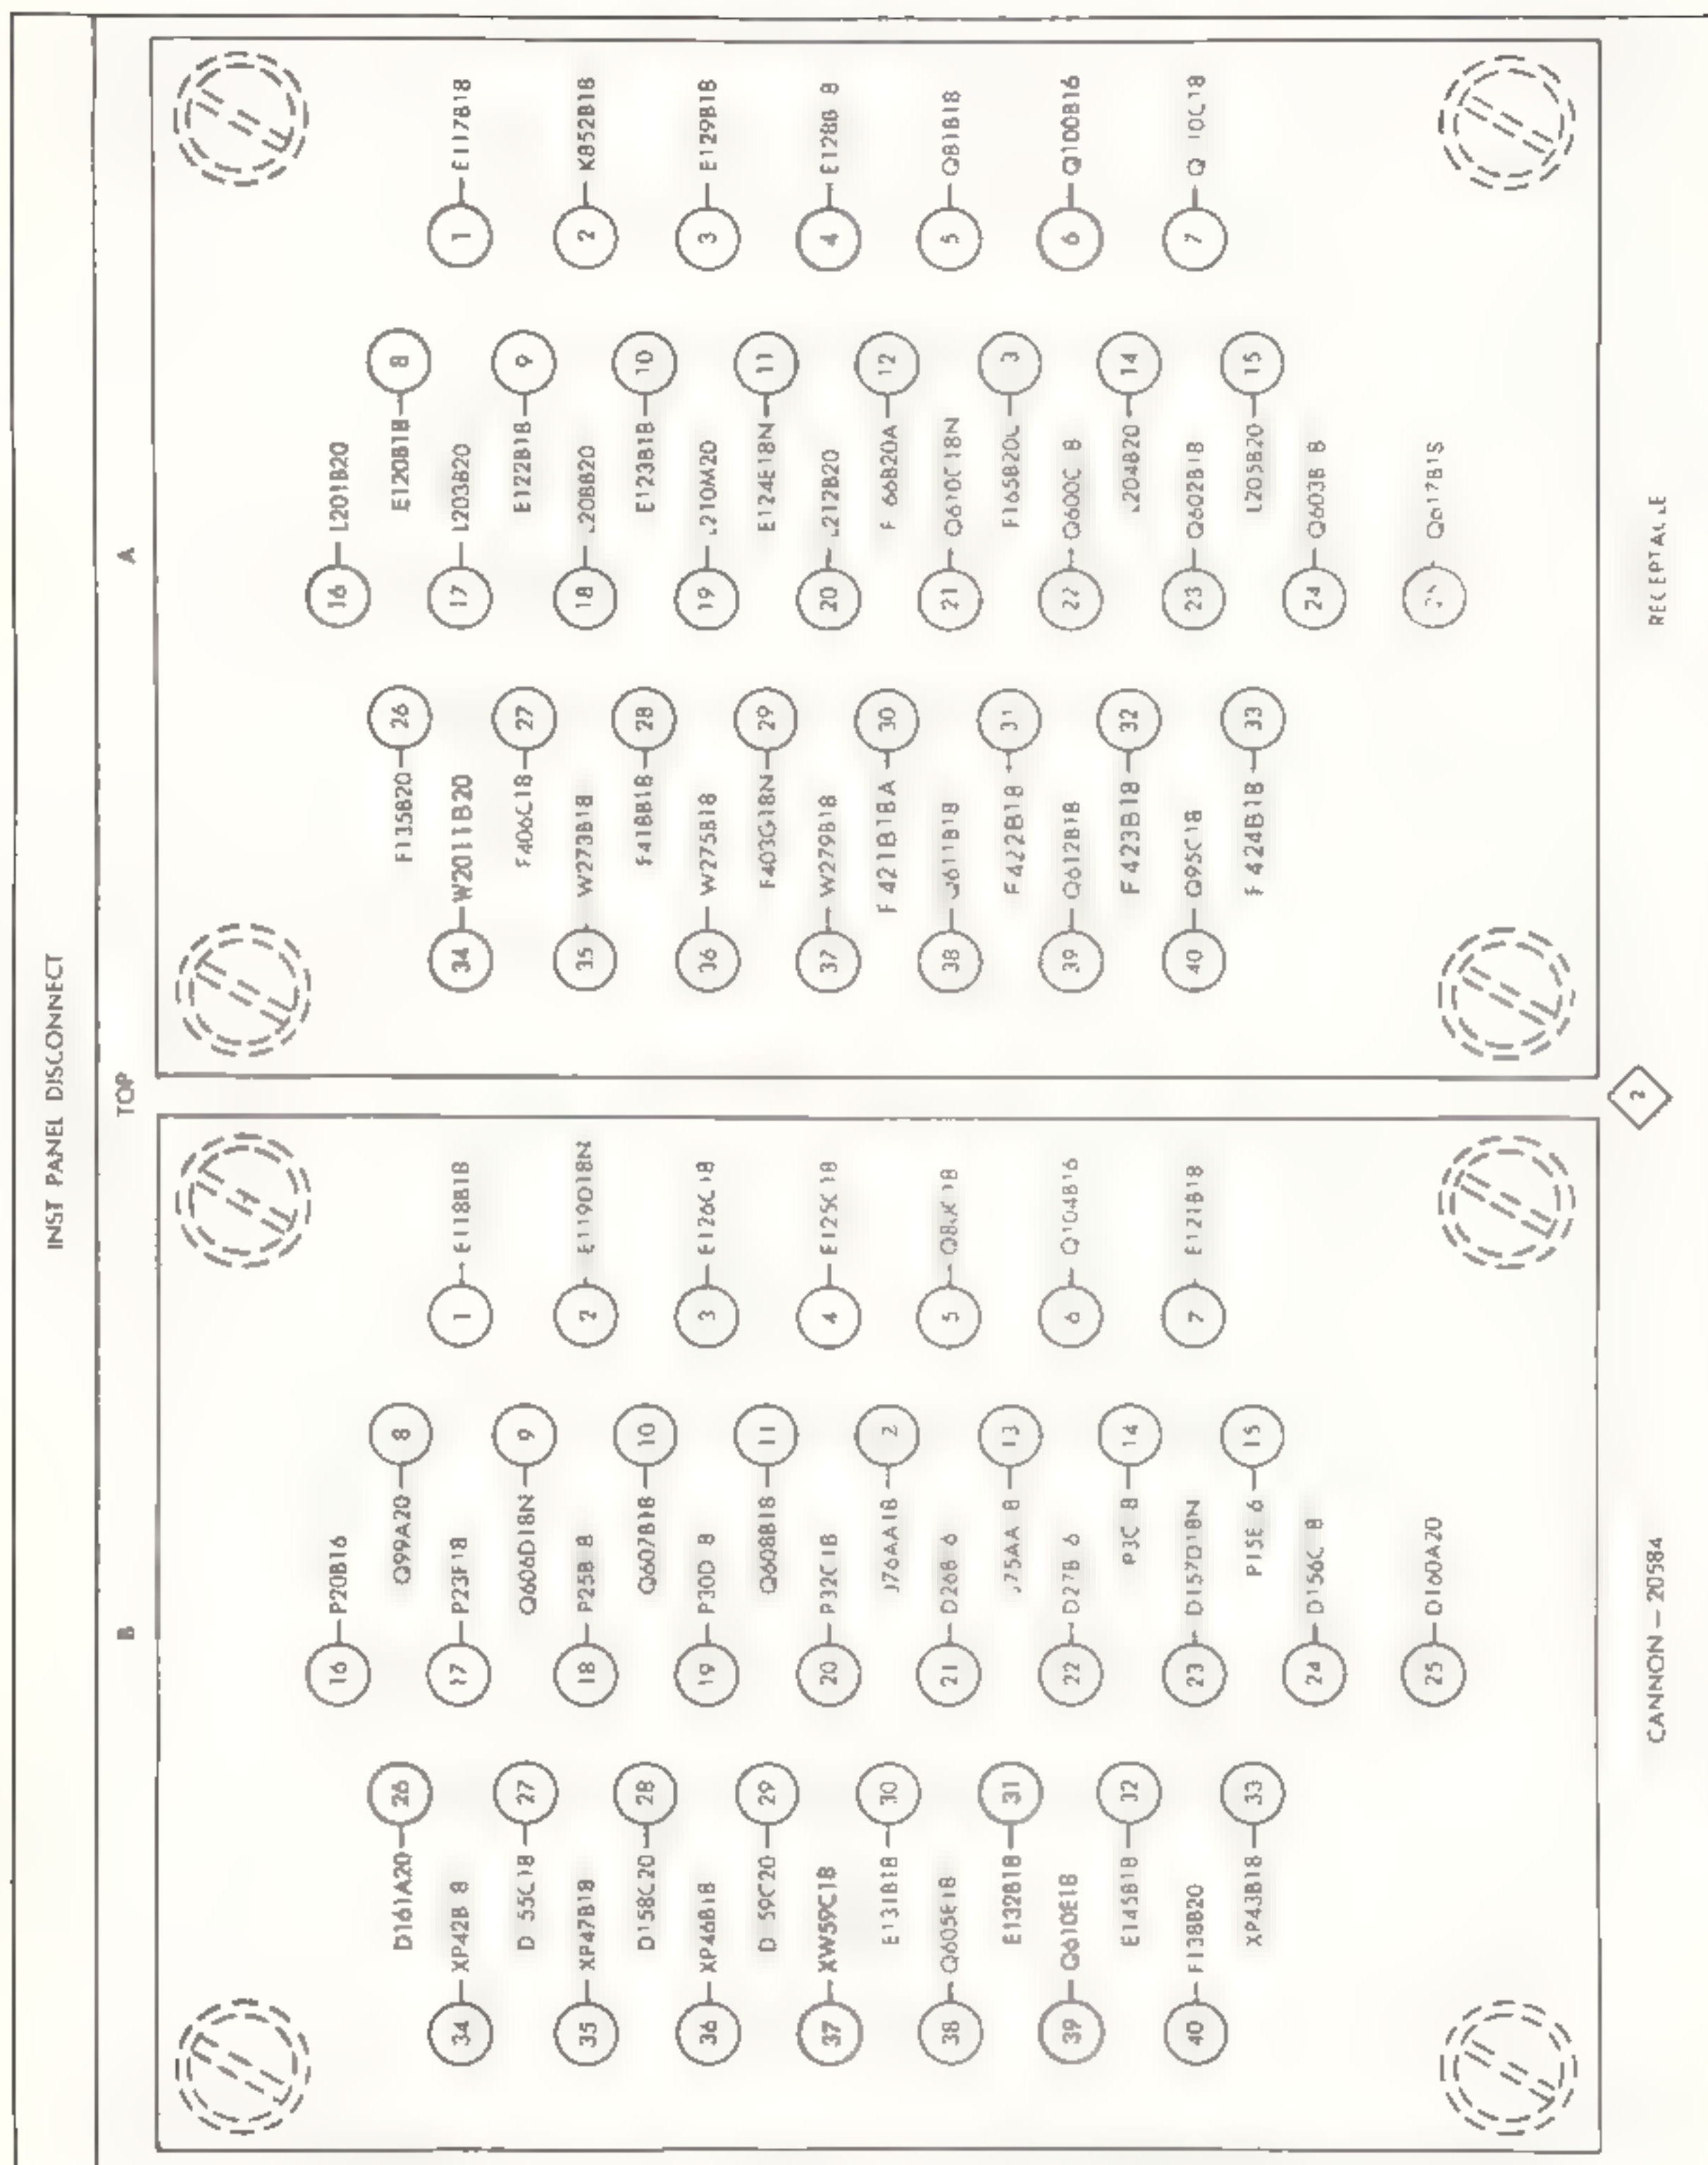 INST PANEL DISCONNECT
B
TOP
A
16 P20B16
26 D161A20
8 Q99A20
34
17 P23F18
1 E118B18
27
9 Q606D18N
35 XP47B18
18
2 E119D18N
28 D158C20
10 Q607B18
36 XP46B18
19
3 E126C18
29
11 Q608B18
37 XW59C18
20 P32C18
4 E125C18
30 E131B18
J76AA18
38 Q605E18
21
5
31 E132B18
13
39 Q610E18
22
6 Q104B16
32 E145B18
14
40 F138B20
23 D157D18N
7 E121B18
33 XP43B18
15
24
25 D160A20
16 L201B20
26 F135B20
8 E120B18
34 W2011B20
17 L203B20
1 E117B18
27 F406C18
9 E122B18
35 W273B18
18
2 K852B18
28 F418B18
10 E123B18
36 W275B18
19
3 E129B18
29 F403G18N
11 E124E18N
37 W279B18
20
4
30 F421B18A
12
38
21 Q610C18N
5 Q81B18
31 F422B18
F165B20C
39 Q612B18
22
6 Q100B16
32 F423B18
14 L204B20
40 Q95C18
23 Q602B18
7
33 F424B18
15 L205B20
24
CANNON – 20584
2